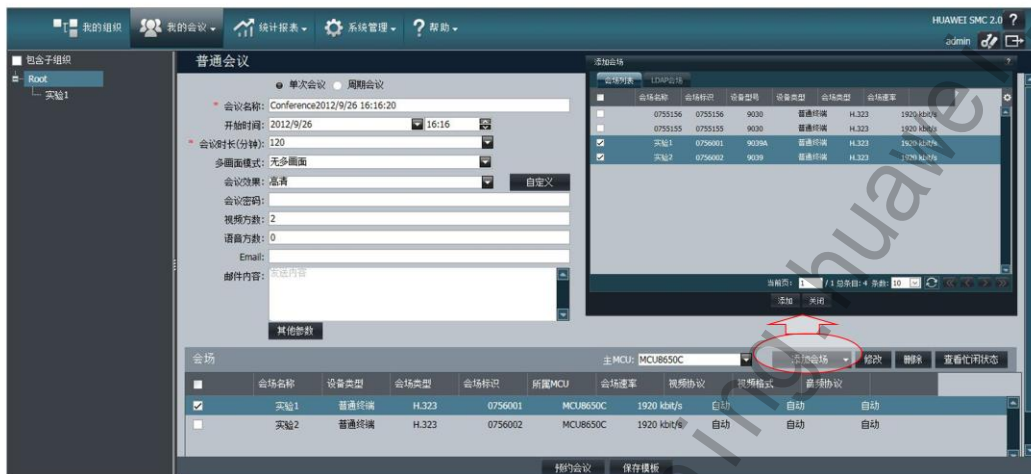 我的组织 我的会议 统计报表 系统管理 帮助 HUAWEI SMC 2.0
admin
包含子组织
Root
实验1
普通会议
单次会议 周期会议
* 会议名称: Conference2012/9/26 16:16:20
开始时间: 2012/9/26 16:16
* 会议时长(分钟): 120
多画面模式: 无多画面
会议效果: 高清 自定义
会议密码:
视频方数: 2
语音方数: 0
Email:
邮件内容: 发送内容
其他参数
添加会场
会场列表 LDAP会场
会场名称 会场标识 设备型号 设备类型 会场类型 会场速率
0755156 0755156 9030 普通终端 H.323 1920 kbit/s
0755155 0755155 9030 普通终端 H.323 1920 kbit/s
实验1 0756001 9039A 普通终端 H.323 1920 kbit/s
实验2 0756002 9039 普通终端 H.323 1920 kbit/s
当前页: 1 / 1 总条目: 4 条数: 10
添加 关闭
会场 主MCU: MCU8650C 添加会场 修改 删除 查看忙闲状态
会场名称 设备类型 会场类型 会场标识 所属MCU 会场速率 视频协议 视频格式 音频协议
实验1 普通终端 H.323 0756001 MCU8650C 1920 kbit/s 自动 自动 自动
实验2 普通终端 H.323 0756002 MCU8650C 1920 kbit/s 自动 自动 自动
预约会议 保存模板